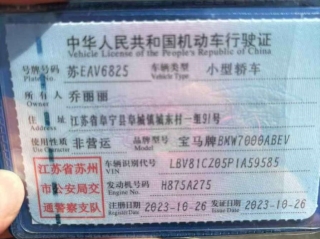 中华人民共和国机动车行驶证
Vehicle License of the People's Republic of China
号牌号码 苏EAV6825 车辆类型 小型轿车
Plate No. Vehicle Type
所有人 乔丽丽
Owner
住址 江苏省阜宁县阜城镇城东村一组91号
使用性质 非营运 品牌型号 宝马牌BMW7000ABEV
Use Character Model
江苏省苏州市公安局交通警察支队
车辆识别代号 LBV81CZ05PIA59585
VIN
发动机号码 H875A275
Engine No.
注册日期 2023-10-26 发证日期 2023-10-26
Register Date Issue Date